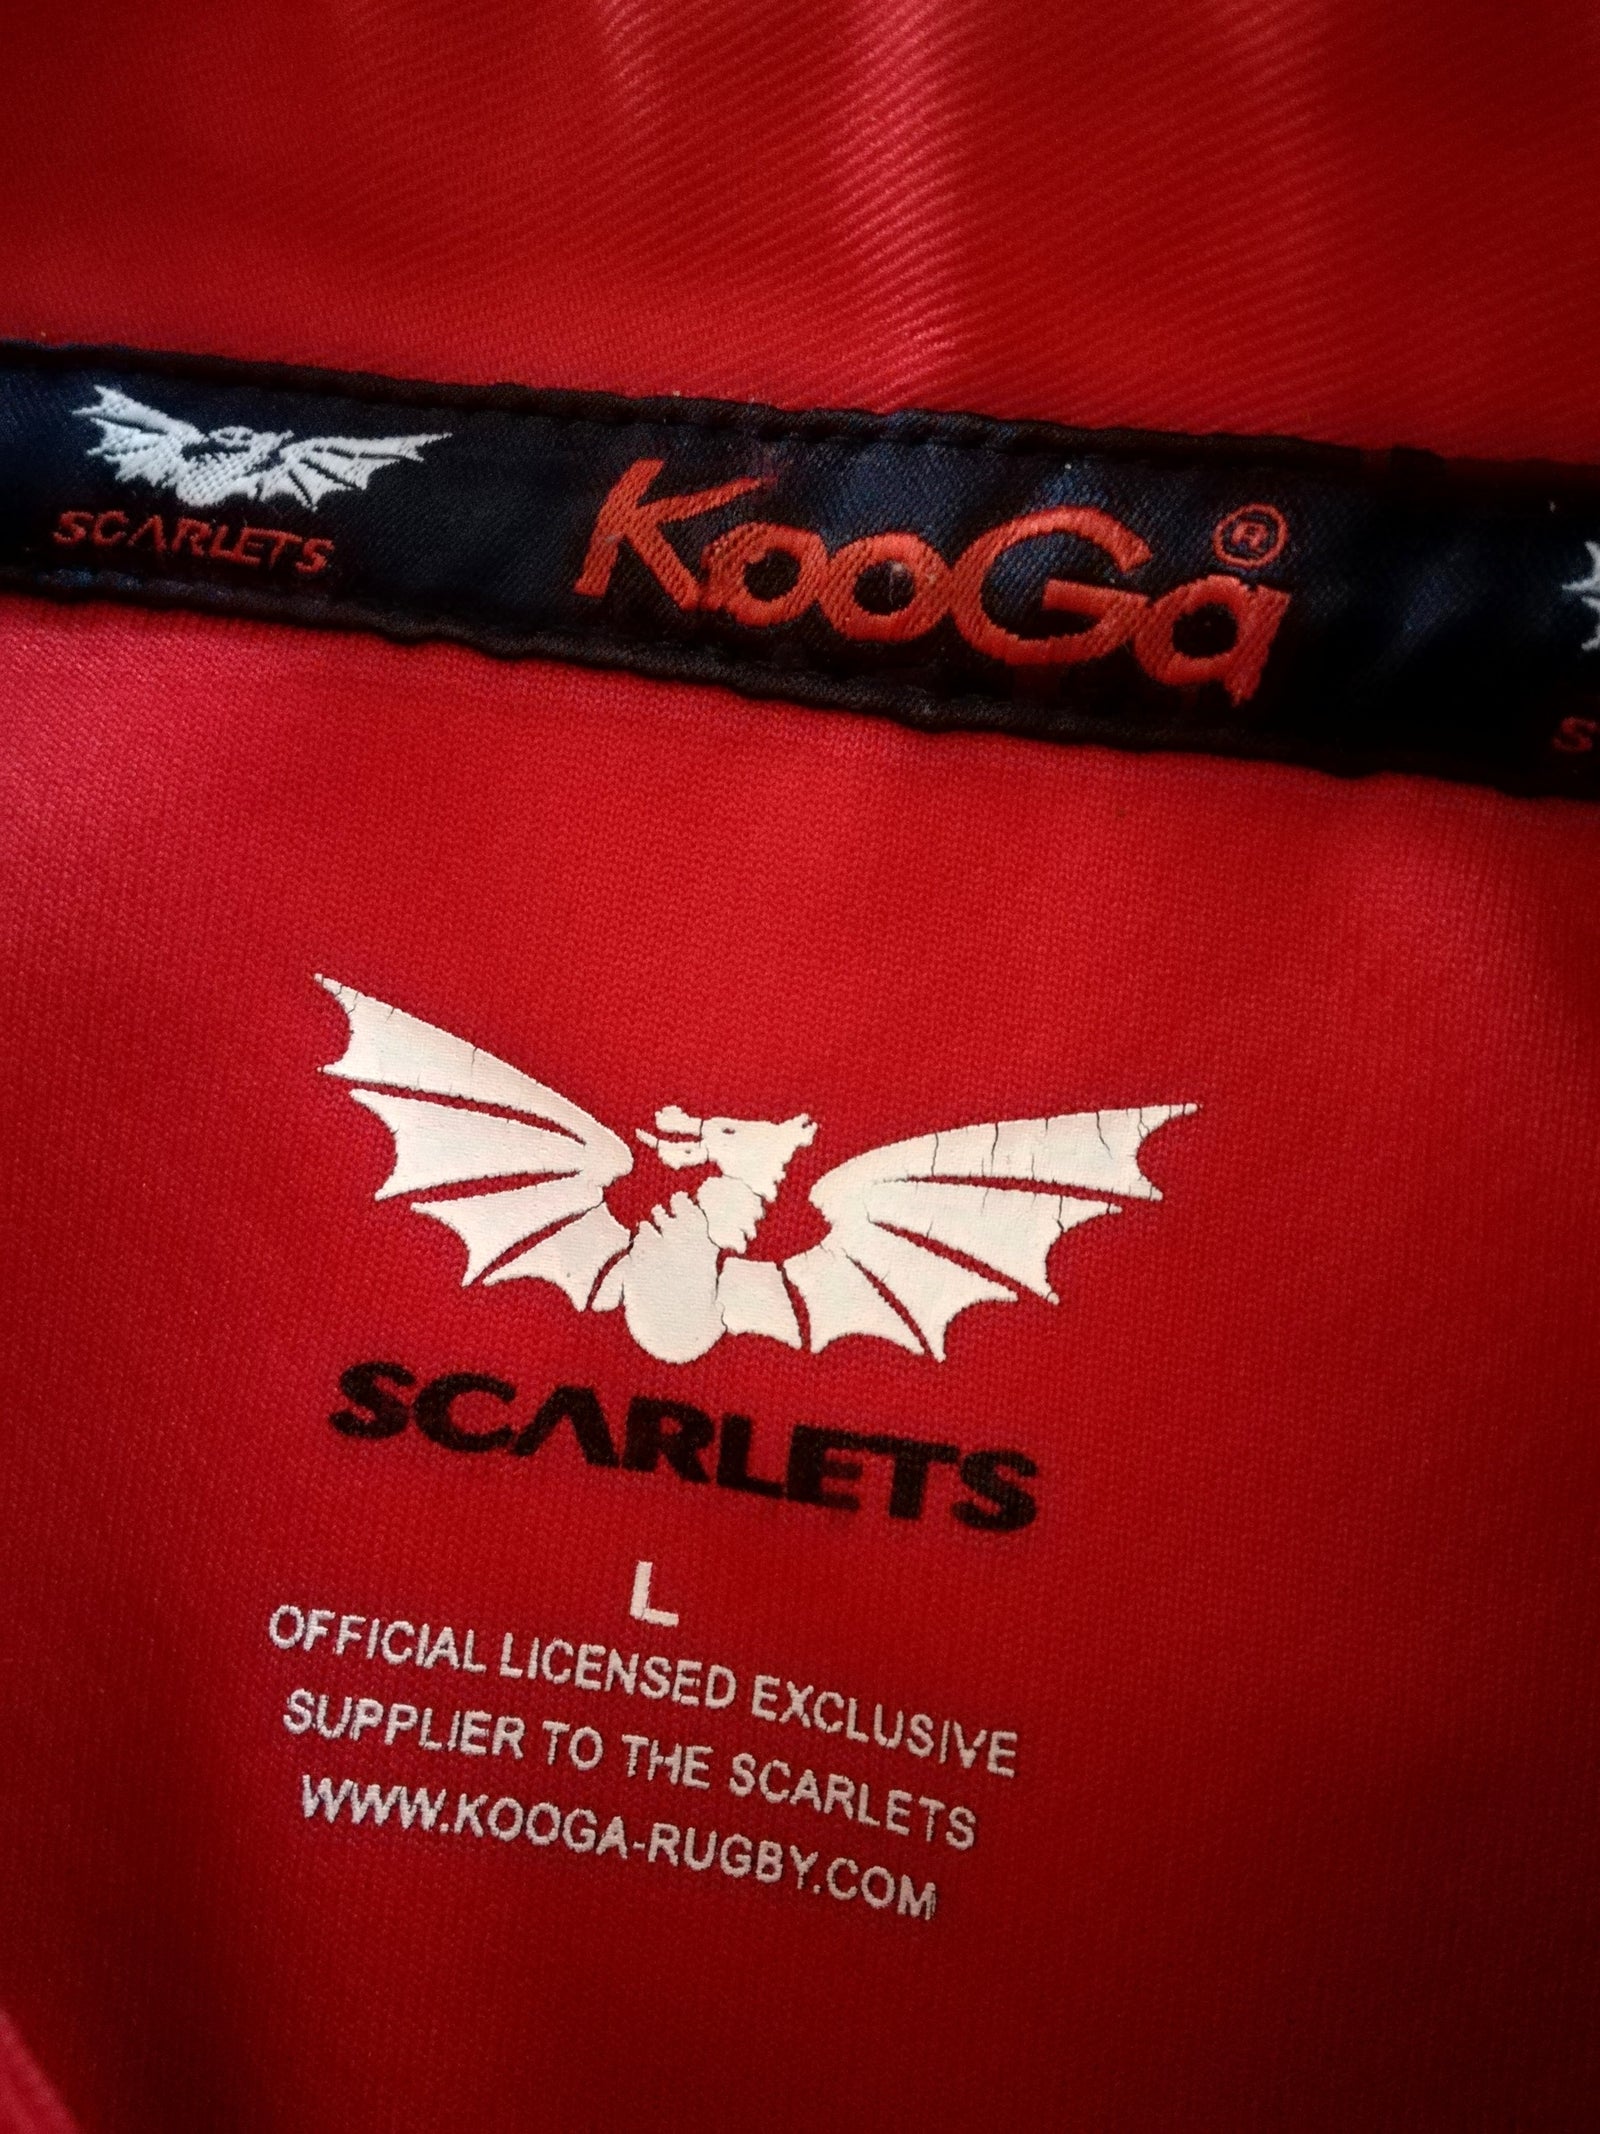 SCARLETS
KooGa®
SCARLETS
L
OFFICIAL LICENSED EXCLUSIVE
SUPPLIER TO THE SCARLETS
WWW.KOOGA-RUGBY.COM